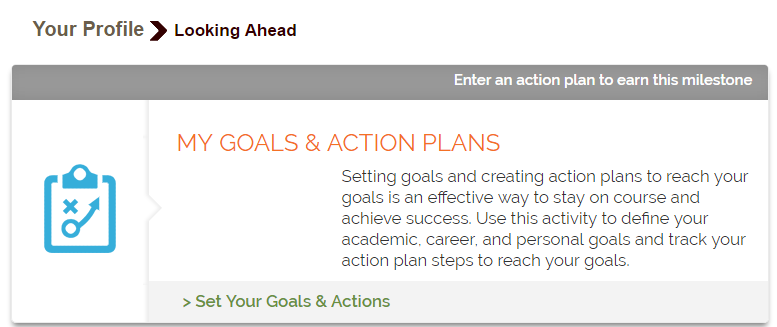 Your Profile Looking Ahead
Enter an action plan to earn this milestone
MY GOALS & ACTION PLANS
Setting goals and creating action plans to reach your
goals is an effective way to stay on course and
achieve success. Use this activity to define your
academic, career, and personal goals and track your
action plan steps to reach your goals.
> Set Your Goals & Actions